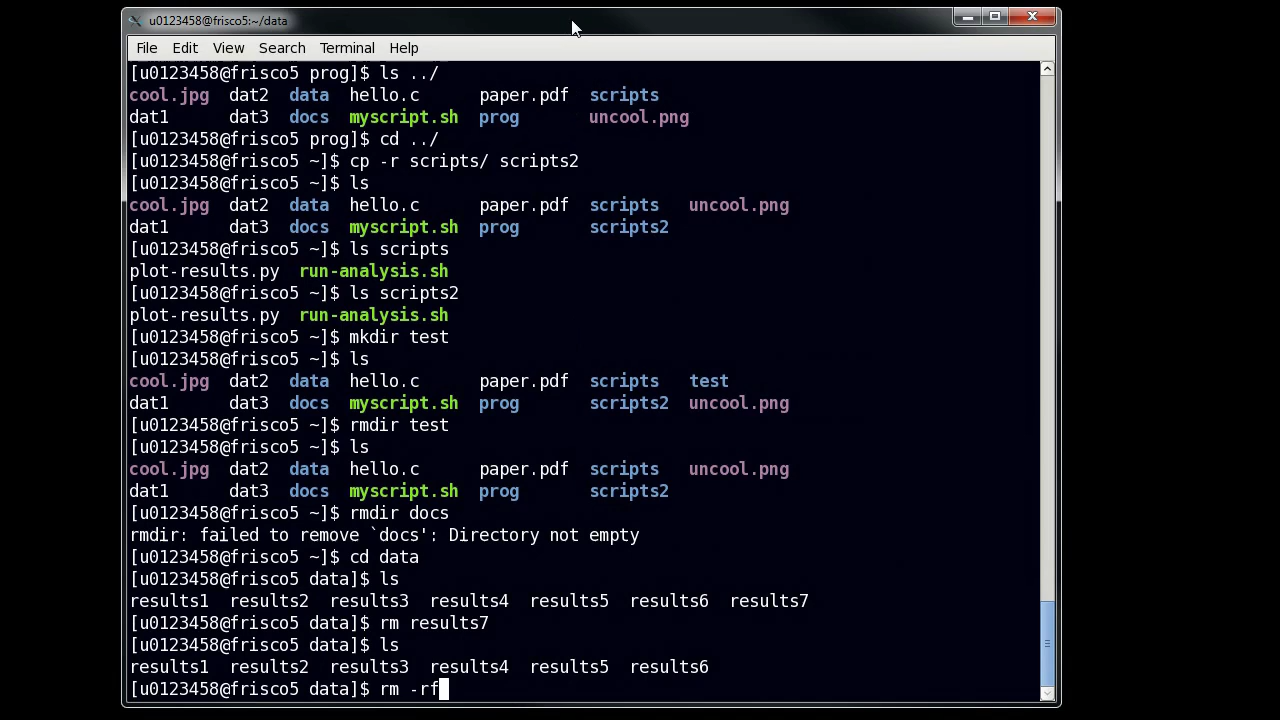 u0123458@frisco5:~/data
File Edit View Search Terminal Help
[u0123458@frisco5 prog]$ ls ../
cool.jpg dat2 data hello.c paper.pdf scripts
dat1 dat3 docs myscript.sh prog uncool.png
[u0123458@frisco5 prog]$ cd ../
[u0123458@frisco5 ~]$ cp -r scripts/ scripts2
[u0123458@frisco5 ~]$ ls
cool.jpg dat2 data hello.c paper.pdf scripts uncool.png
dat1 dat3 docs myscript.sh prog scripts2
[u0123458@frisco5 ~]$ ls scripts
plot-results.py run-analysis.sh
[u0123458@frisco5 ~]$ ls scripts2
plot-results.py run-analysis.sh
[u0123458@frisco5 ~]$ mkdir test
[u0123458@frisco5 ~]$ ls
cool.jpg dat2 data hello.c paper.pdf scripts test
dat1 dat3 docs myscript.sh prog scripts2 uncool.png
[u0123458@frisco5 ~]$ rmdir test
[u0123458@frisco5 ~]$ ls
cool.jpg dat2 data hello.c paper.pdf scripts uncool.png
dat1 dat3 docs myscript.sh prog scripts2
[u0123458@frisco5 ~]$ rmdir docs
rmdir: failed to remove `docs': Directory not empty
[u0123458@frisco5 ~]$ cd data
[u0123458@frisco5 data]$ ls
results1 results2 results3 results4 results5 results6 results7
[u0123458@frisco5 data]$ rm results7
[u0123458@frisco5 data]$ ls
results1 results2 results3 results4 results5 results6
[u0123458@frisco5 data]$ rm -rf